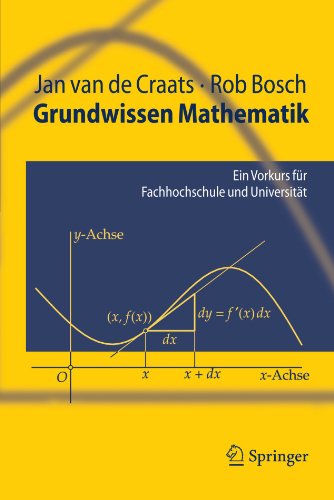 Jan van de Craats · Rob Bosch
Grundwissen Mathematik
Ein Vorkurs für
Fachhochschule und Universität
y-Achse
(x, f(x))
dy = f ′(x) dx
dx
O
x
x + dx
x-Achse
Springer